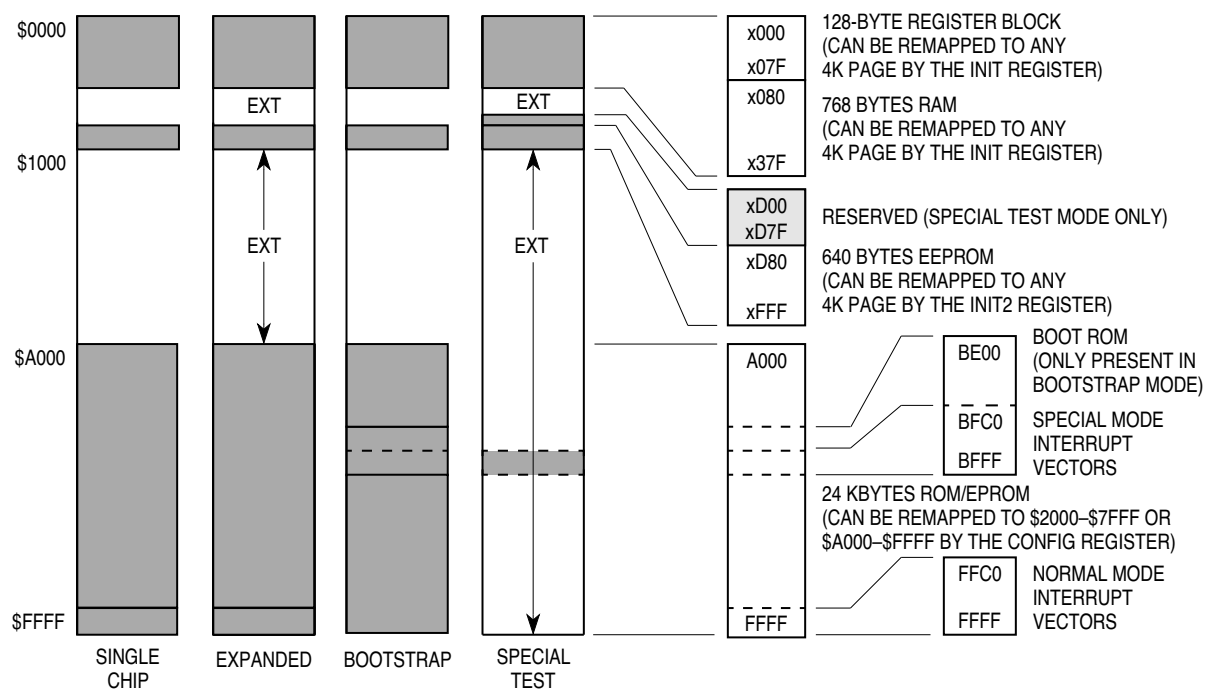 $0000
$1000
$A000
$FFFF
EXT
EXT
EXT
EXT
SINGLE
CHIP
EXPANDED
BOOTSTRAP
SPECIAL
TEST
x000
x07F
128-BYTE REGISTER BLOCK
(CAN BE REMAPPED TO ANY
4K PAGE BY THE INIT REGISTER)
x080
x37F
768 BYTES RAM
(CAN BE REMAPPED TO ANY
4K PAGE BY THE INIT REGISTER)
xD00
xD7F
RESERVED (SPECIAL TEST MODE ONLY)
xD80
xFFF
640 BYTES EEPROM
(CAN BE REMAPPED TO ANY
4K PAGE BY THE INIT2 REGISTER)
A000
FFFF
BE00
BOOT ROM
(ONLY PRESENT IN
BOOTSTRAP MODE)
BFC0
BFFF
SPECIAL MODE
INTERRUPT
VECTORS
24 KBYTES ROM/EPROM
(CAN BE REMAPPED TO $2000–$7FFF OR
$A000–$FFFF BY THE CONFIG REGISTER)
FFC0
FFFF
NORMAL MODE
INTERRUPT
VECTORS